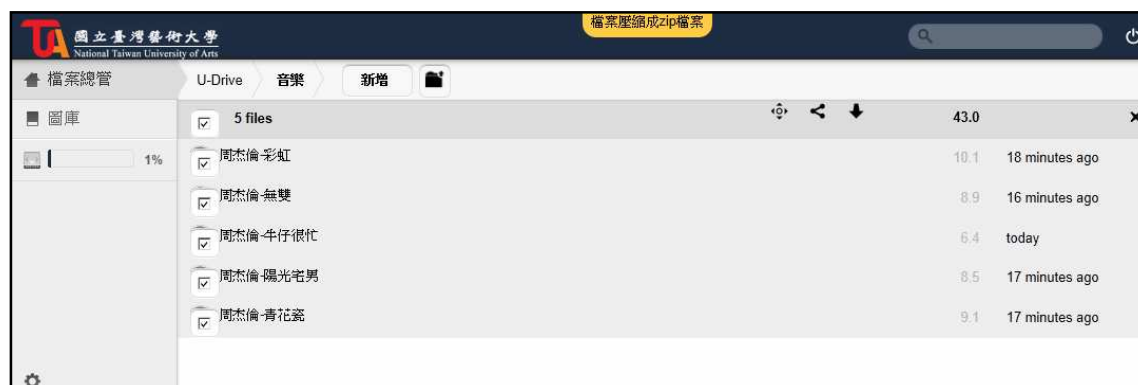 檔案壓縮成zip檔案
國立臺灣藝術大學
National Taiwan University of Arts
檔案總管
U-Drive 音樂 新增
圖庫
5 files 43.0
1%
周杰倫-彩虹 10.1 18 minutes ago
周杰倫-無雙 8.9 16 minutes ago
周杰倫-牛仔很忙 6.4 today
周杰倫-陽光宅男 8.5 17 minutes ago
周杰倫-青花瓷 9.1 17 minutes ago